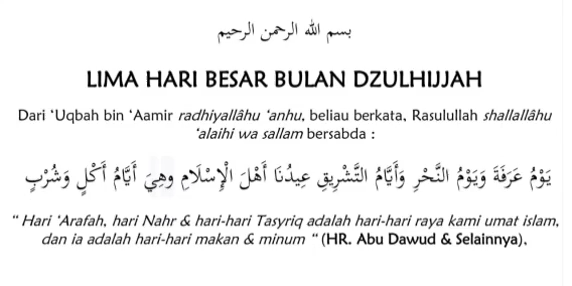 بسم الله الرحمن الرحيم
LIMA HARI BESAR BULAN DZULHIJJAH
Dari ‘Uqbah bin ‘Aamir radhiyallâhu ‘anhu, beliau berkata, Rasulullah shallallâhu
‘alaihi wa sallam bersabda :
يَوْمُ عَرَفَةَ وَيَوْمُ النَّحْرِ وَأَيَّامُ التَّشْرِيقِ عِيدُنَا أَهْلَ الْإِسْلَامِ وَهِيَ أَيَّامُ أَكْلٍ وَشُرْبٍ
“ Hari ‘Arafah, hari Nahr & hari-hari Tasyriq adalah hari-hari raya kami umat islam,
dan ia adalah hari-hari makan & minum “ (HR. Abu Dawud & Selainnya).